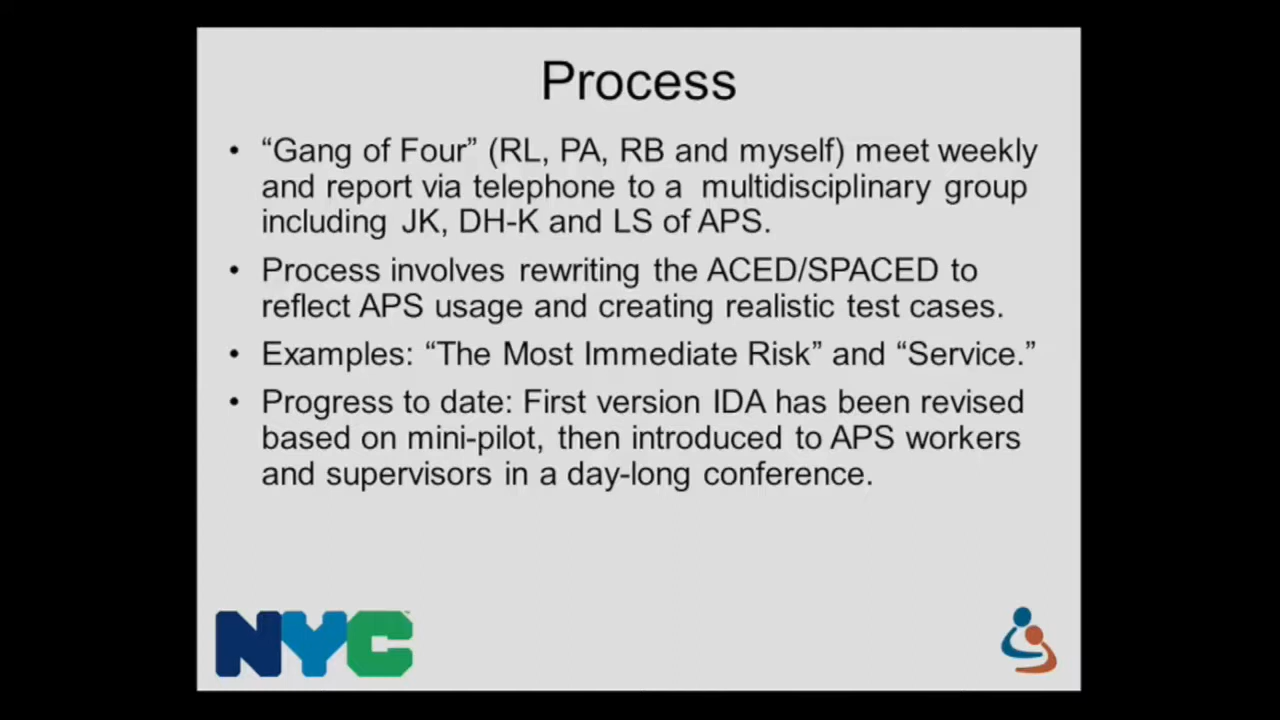 Process
• “Gang of Four” (RL, PA, RB and myself) meet weekly
and report via telephone to a multidisciplinary group
including JK, DH-K and LS of APS.
• Process involves rewriting the ACED/SPACED to
reflect APS usage and creating realistic test cases.
• Examples: “The Most Immediate Risk” and “Service.”
• Progress to date: First version IDA has been revised
based on mini-pilot, then introduced to APS workers
and supervisors in a day-long conference.
NYC